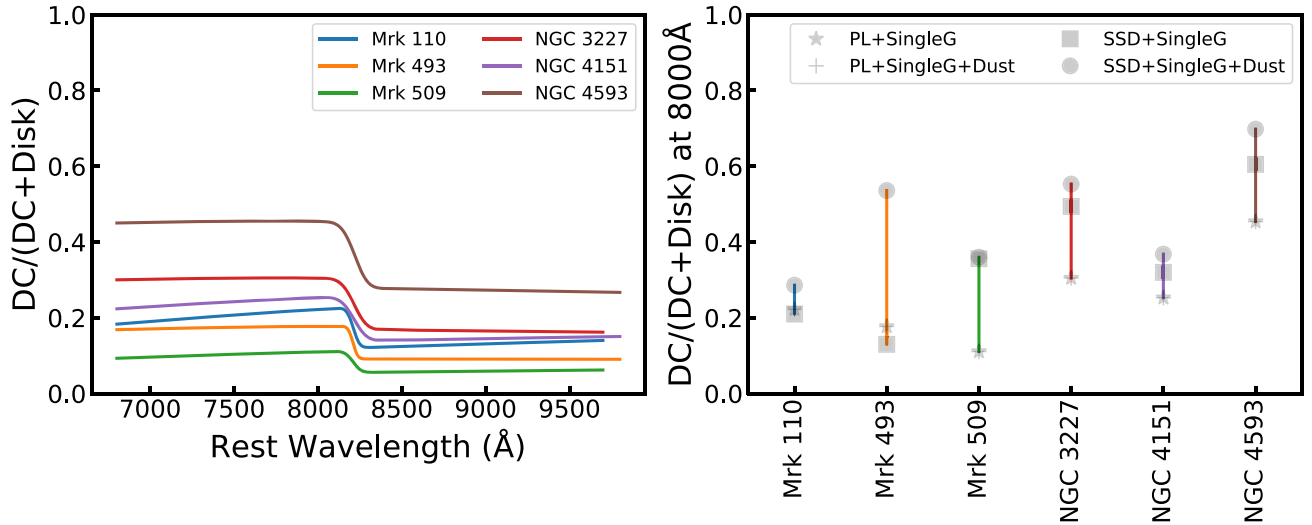 DC/(DC+Disk)
1.0
0.8
0.6
0.4
0.2
0.0
Mrk 110
Mrk 493
Mrk 509
NGC 3227
NGC 4151
NGC 4593
7000 7500 8000 8500 9000 9500
Rest Wavelength (Å)
DC/(DC+Disk) at 8000Å
1.0
0.8
0.6
0.4
0.2
0.0
PL+SingleG
PL+SingleG+Dust
SSD+SingleG
SSD+SingleG+Dust
Mrk 110
Mrk 493
Mrk 509
NGC 3227
NGC 4151
NGC 4593